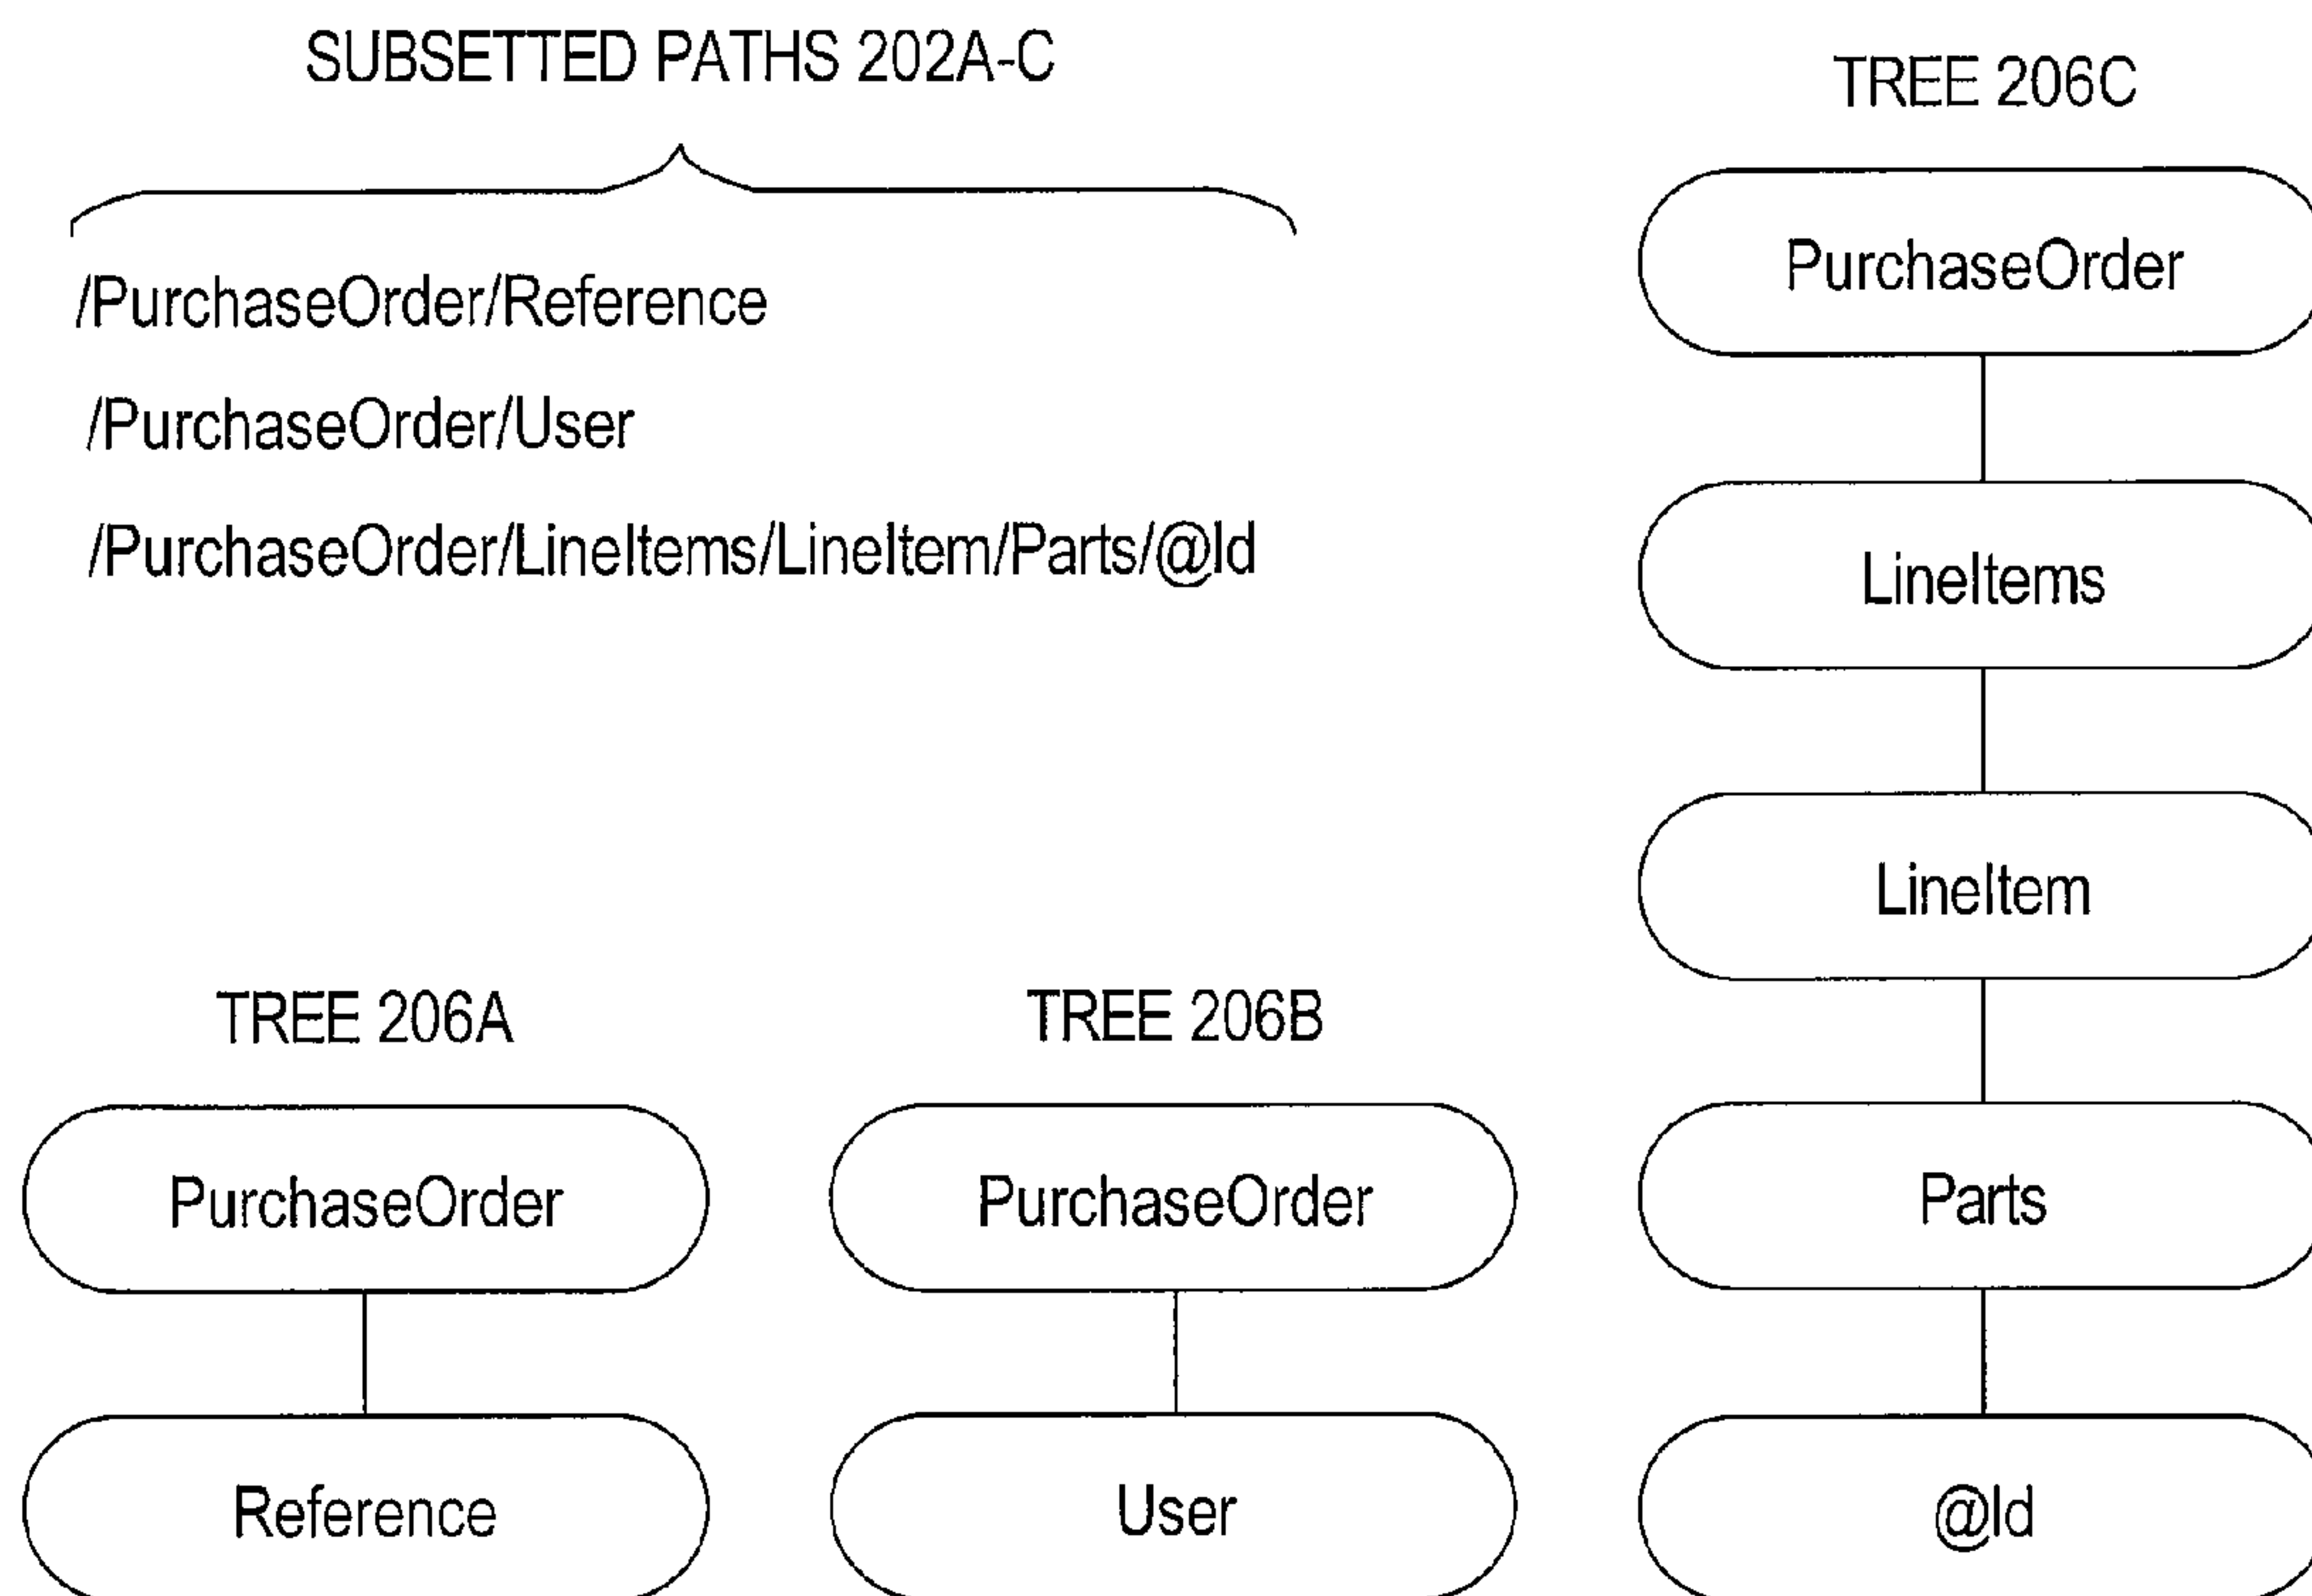 SUBSETTED PATHS 202A-C
/PurchaseOrder/Reference
/PurchaseOrder/User
/PurchaseOrder/LineItems/LineItem/Parts/@Id
TREE 206A
PurchaseOrder
Reference
TREE 206B
PurchaseOrder
User
TREE 206C
PurchaseOrder
LineItems
LineItem
Parts
@Id